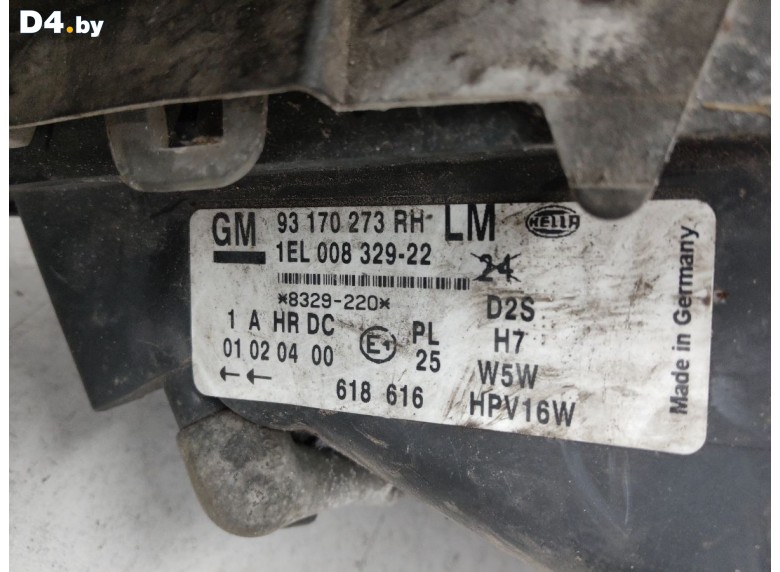 D4.by
GM 93 170 273 RH LM HELLA
1EL 008 329-22
24
*8329-220*
1 A HR DC E1 PL D2S
01 02 04 00 25 H7
←← 618 616 W5W
HPV16W
Made in Germany